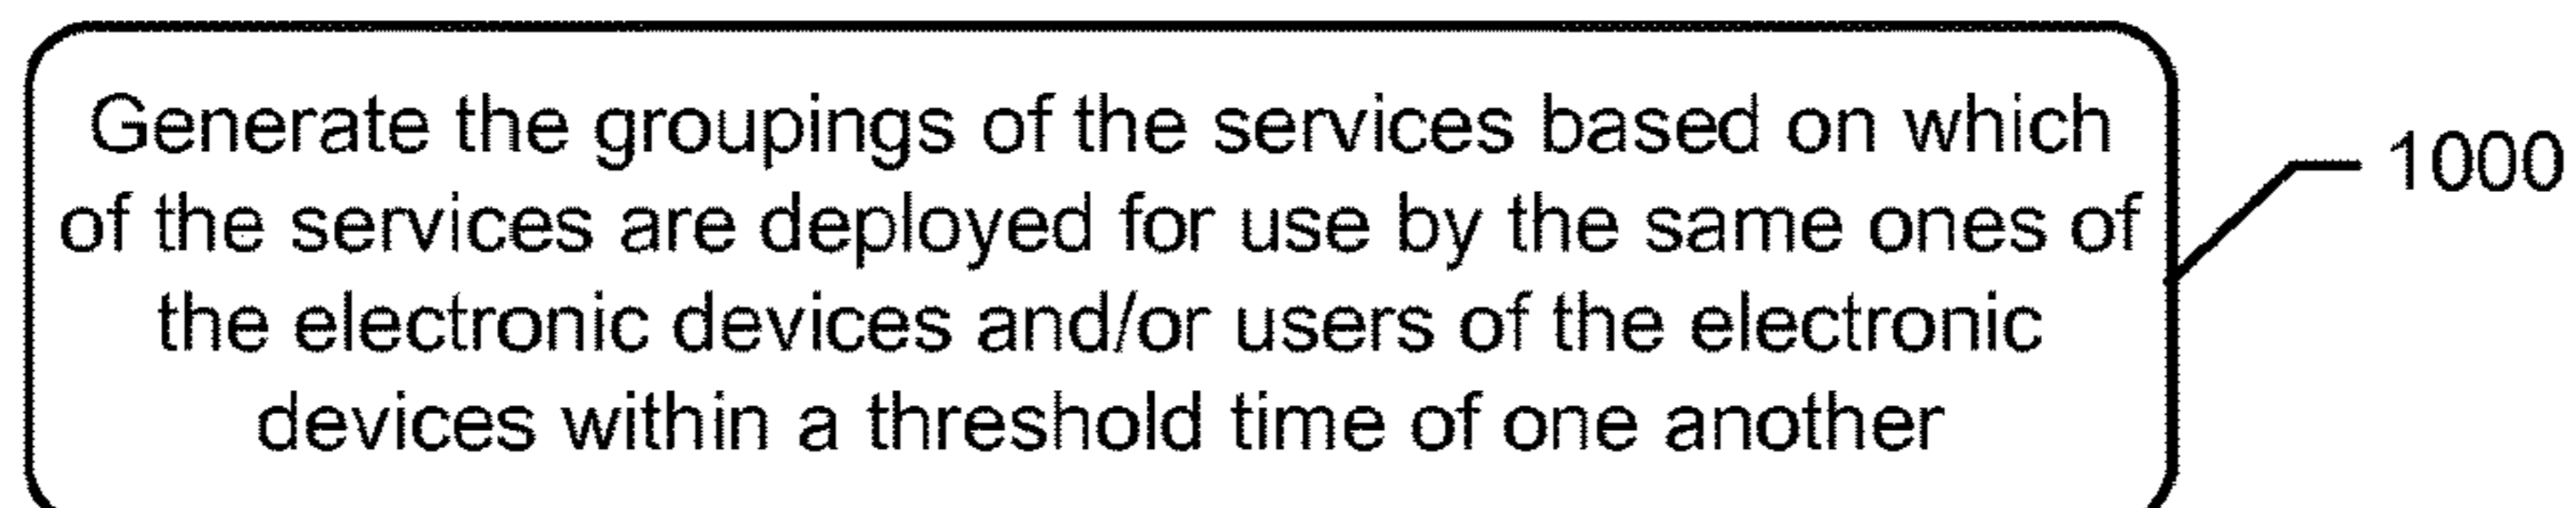 Generate the groupings of the services based on which
of the services are deployed for use by the same ones of
the electronic devices and/or users of the electronic
devices within a threshold time of one another
1000